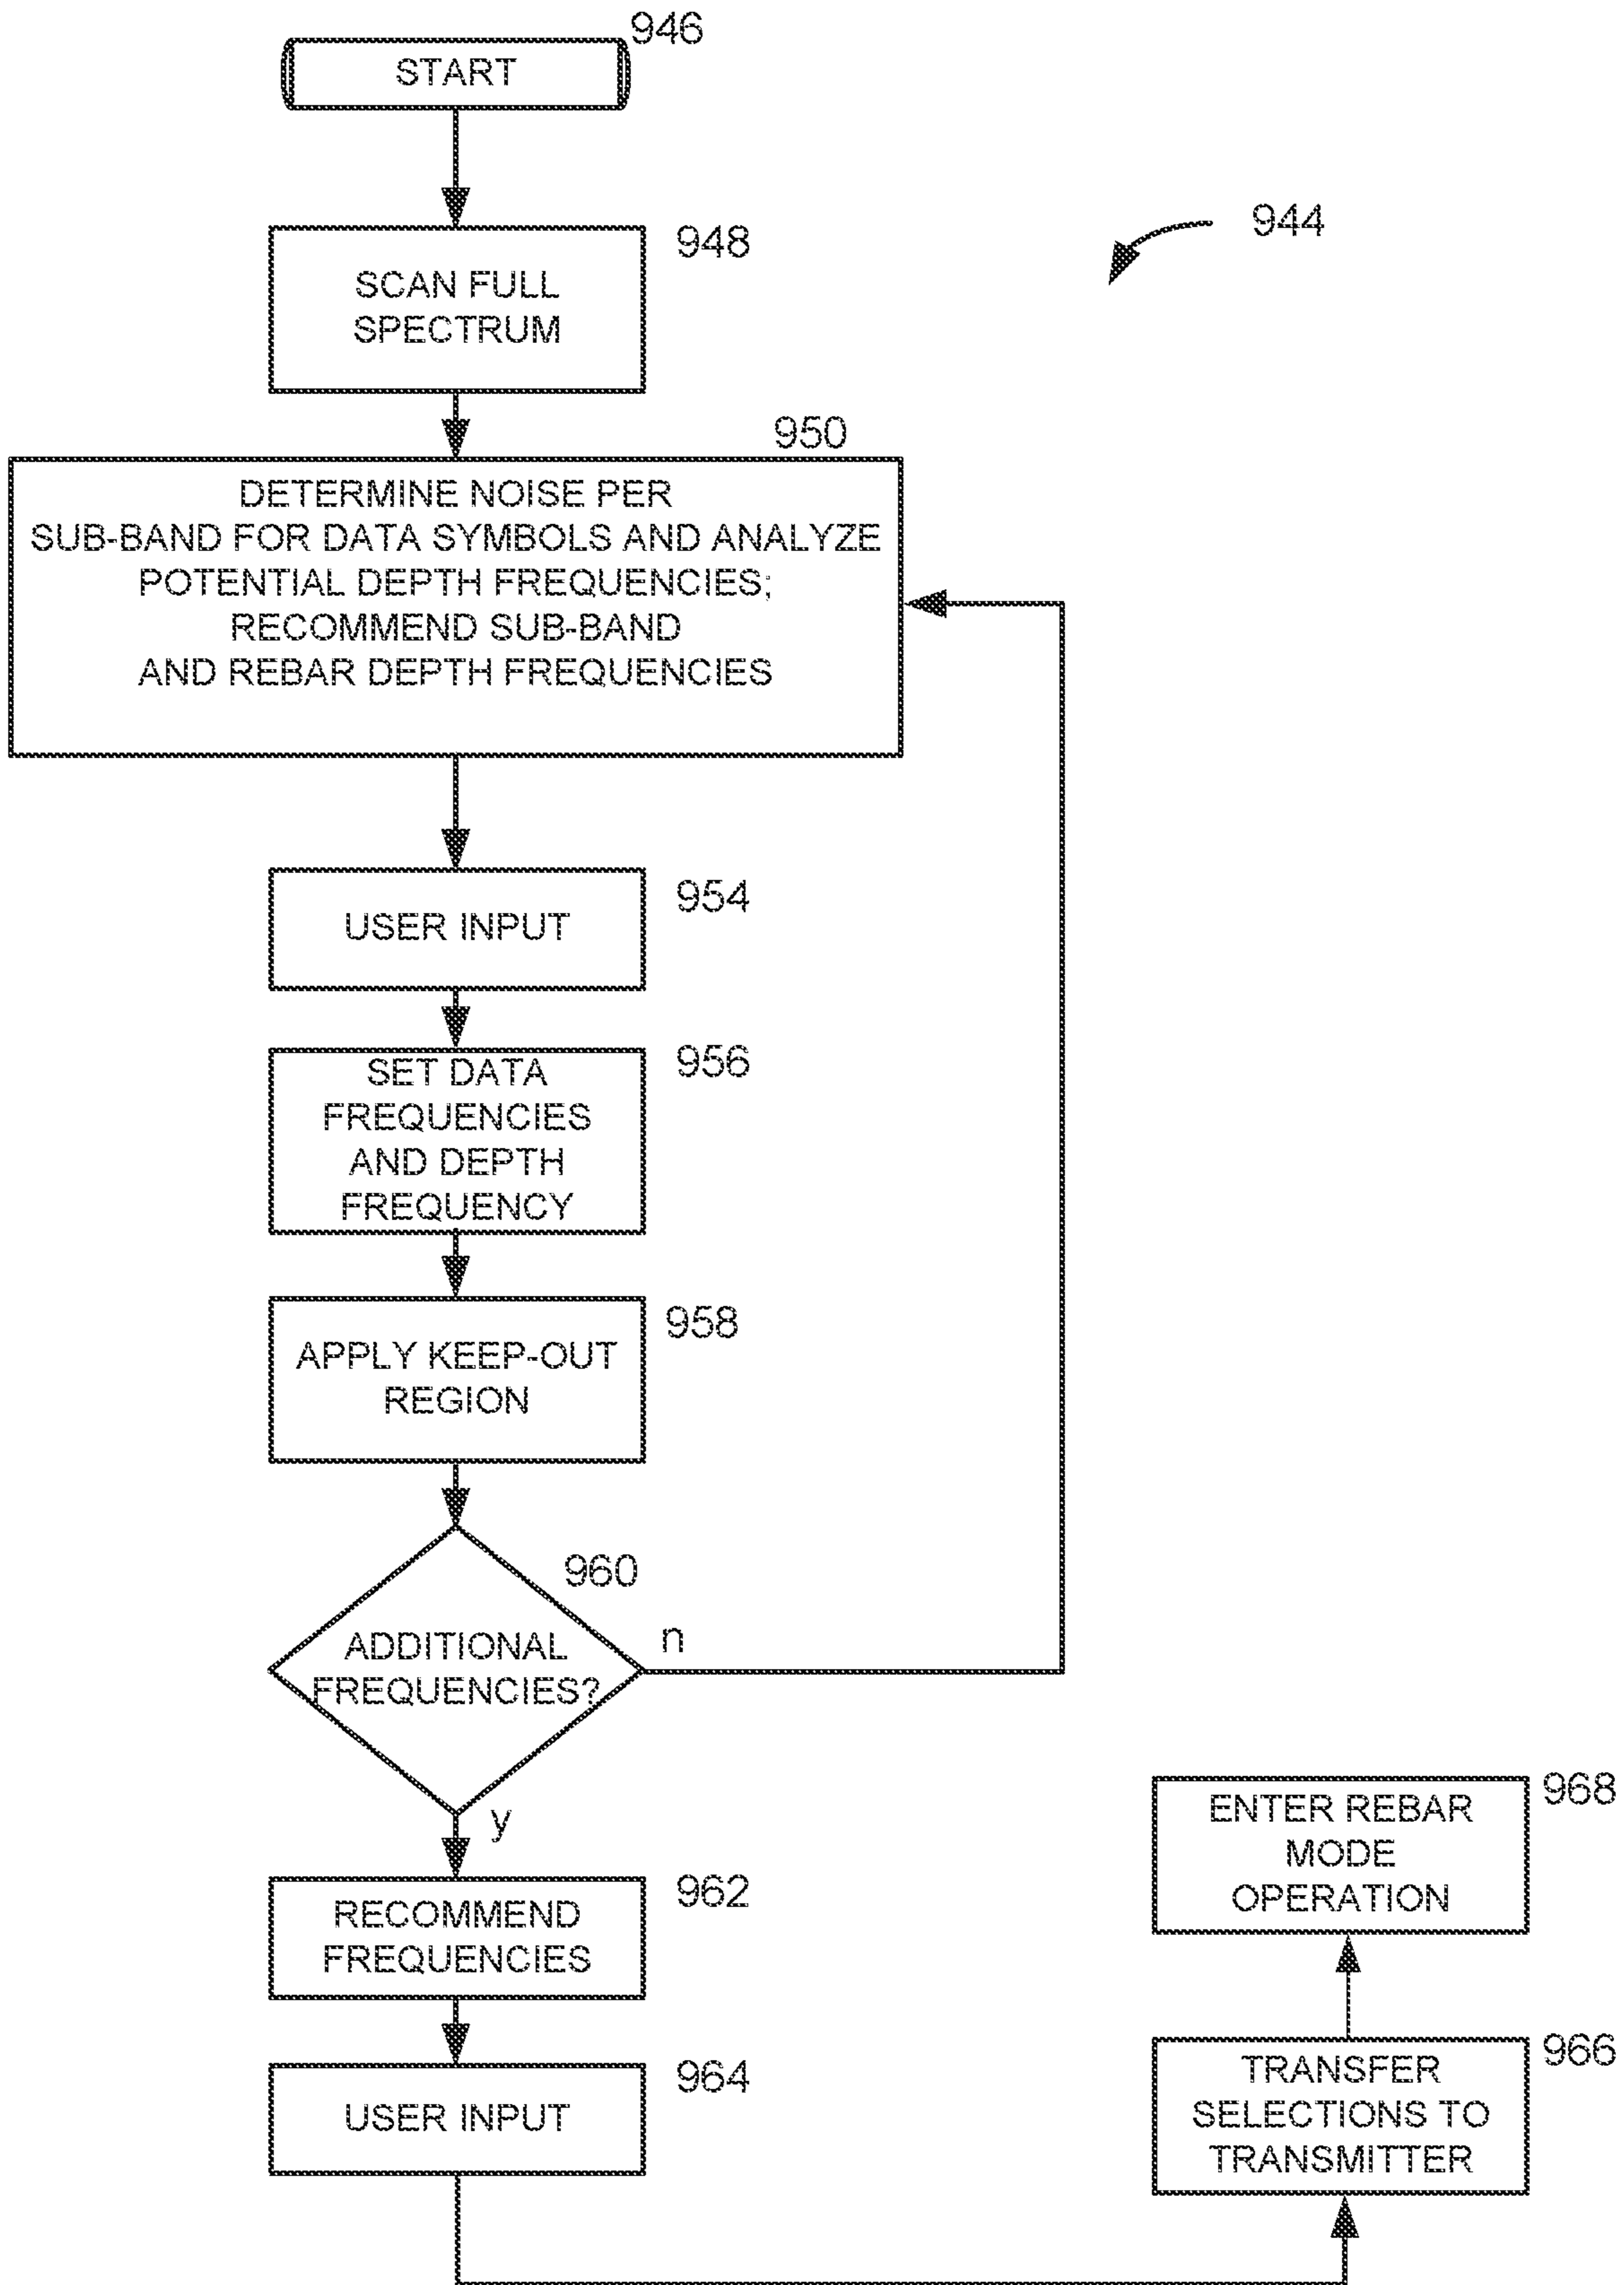 946
START
948
944
SCAN FULL
SPECTRUM
950
DETERMINE NOISE PER
SUB-BAND FOR DATA SYMBOLS AND ANALYZE
POTENTIAL DEPTH FREQUENCIES;
RECOMMEND SUB-BAND
AND REBAR DEPTH FREQUENCIES
954
USER INPUT
956
SET DATA
FREQUENCIES
AND DEPTH
FREQUENCY
958
APPLY KEEP-OUT
REGION
960
ADDITIONAL
FREQUENCIES?
n
y
962
RECOMMEND
FREQUENCIES
964
USER INPUT
966
TRANSFER
SELECTIONS TO
TRANSMITTER
968
ENTER REBAR
MODE
OPERATION